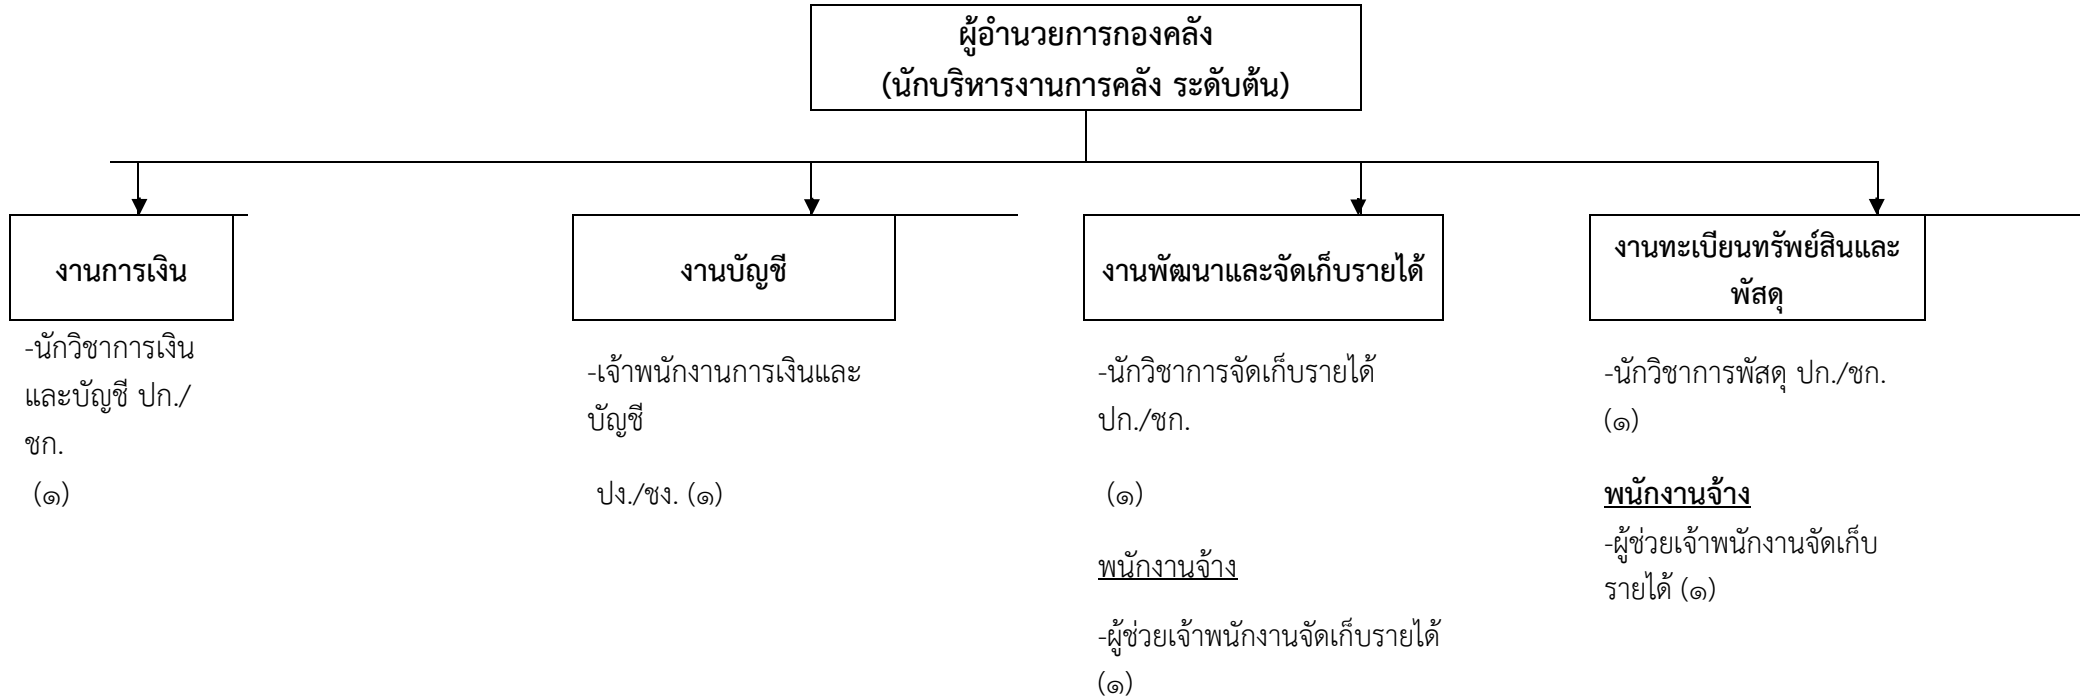 ผู้อำนวยการกองคลัง
(นักบริหารงานการคลัง ระดับต้น)
งานการเงิน
-นักวิชาการเงิน
และบัญชี ปก./
ชก.
(๑)
งานบัญชี
-เจ้าพนักงานการเงินและ
บัญชี
ปง./ชง. (๑)
งานพัฒนาและจัดเก็บรายได้
-นักวิชาการจัดเก็บรายได้
ปก./ชก.
(๑)
พนักงานจ้าง
-ผู้ช่วยเจ้าพนักงานจัดเก็บรายได้
(๑)
งานทะเบียนทรัพย์สินและ
พัสดุ
-นักวิชาการพัสดุ ปก./ชก.
(๑)
พนักงานจ้าง
-ผู้ช่วยเจ้าพนักงานจัดเก็บ
รายได้ (๑)